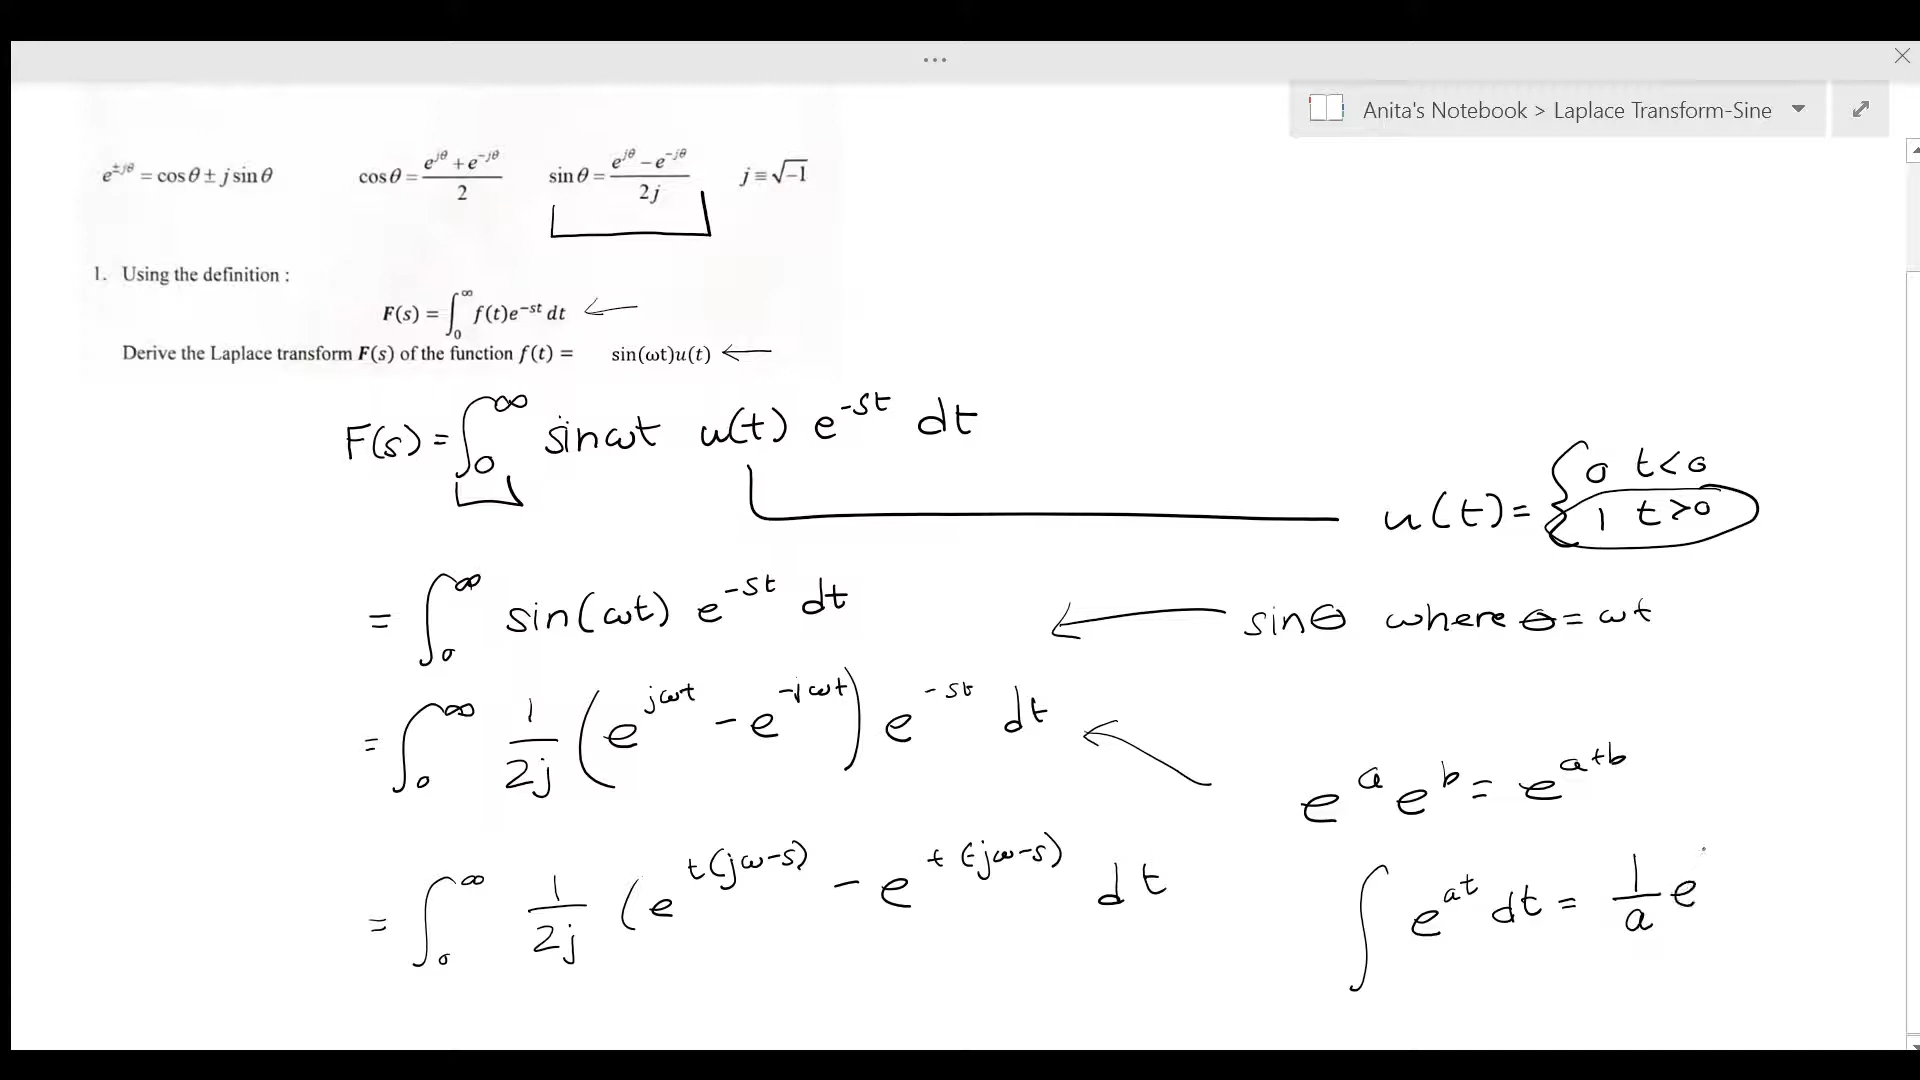 ...
Anita's Notebook > Laplace Transform-Sine
e^{±jθ} = cosθ ± j sinθ    cosθ = (e^{jθ} + e^{-jθ})/2    sinθ = (e^{jθ} − e^{-jθ})/2j    j ≡ √−1
1. Using the definition :
F(s) = ∫_0^∞ f(t)e^{−st} dt ←
Derive the Laplace transform F(s) of the function f(t) = sin(ωt)u(t) ←
F(s) = ∫_0^∞ sinωt u(t) e^{-st} dt
u(t) = { 0 t<0
1 t>0
= ∫_0^∞ sin(ωt) e^{-st} dt ← sinθ where θ = ωt
= ∫_0^∞ 1/2j (e^{jωt} − e^{-jωt}) e^{-st} dt ←
e^a e^b = e^{a+b}
= ∫_0^∞ 1/2j (e^{t(jω-s)} − e^{t(-jω-s)} dt
∫ e^{at} dt = 1/a e